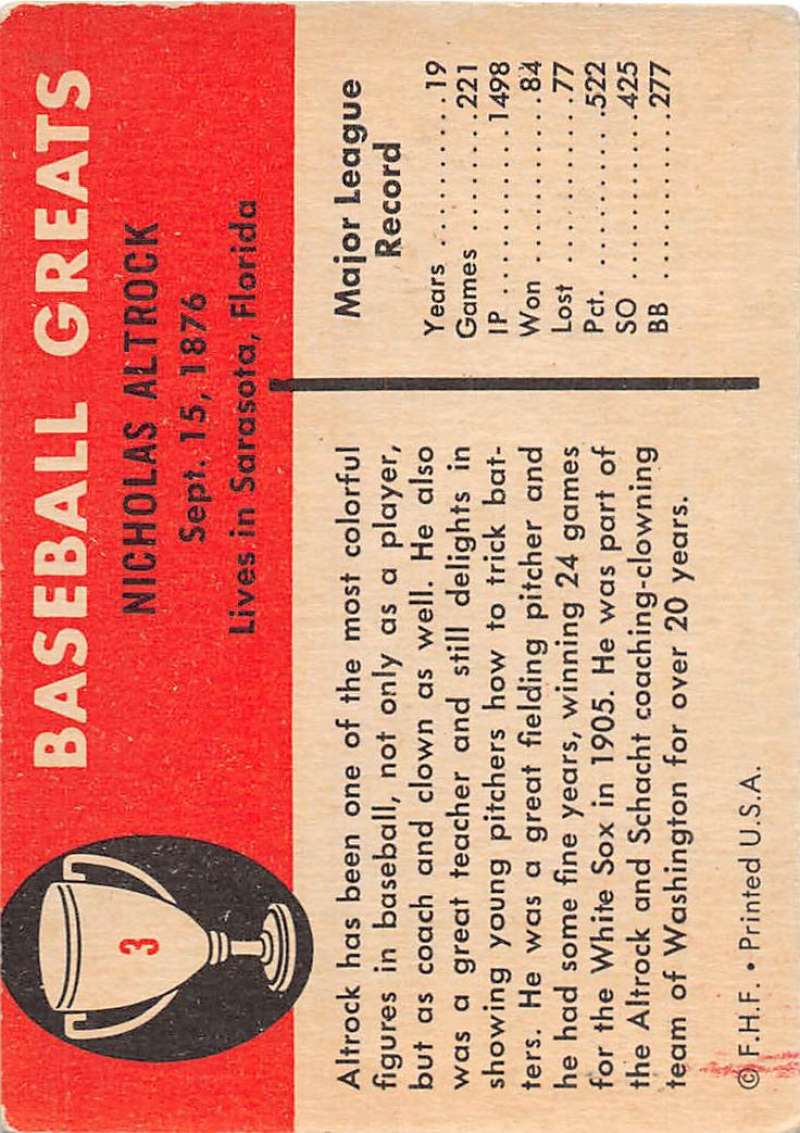 3
BASEBALL GREATS
NICHOLAS ALTROCK
Sept. 15, 1876
Lives in Sarasota, Florida
Altrock has been one of the most colorful
figures in baseball, not only as a player,
but as coach and clown as well. He also
was a great teacher and still delights in
showing young pitchers how to trick bat-
ters. He was a great fielding pitcher and
he had some fine years, winning 24 games
for the White Sox in 1905. He was part of
the Altrock and Schacht coaching-clowning
team of Washington for over 20 years.
© F.H.F. • Printed U.S.A.
Major League
Record
Years ..........19
Games .......221
IP ..........1498
Won ..........84
Lost ..........77
Pct. ..........522
SO ..........425
BB ..........277